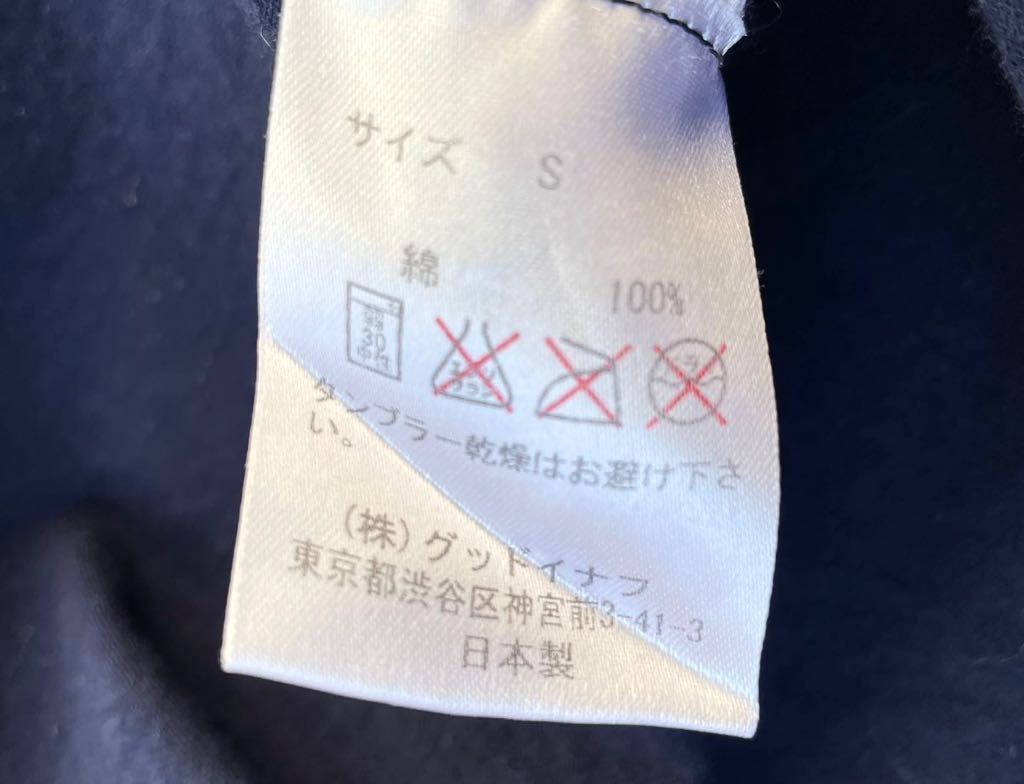 サイズ S
綿 100%
30
タンブラー乾燥はお避け下さ
い。
(株)グッドイナフ
東京都渋谷区神宮前3-41-3
日本製